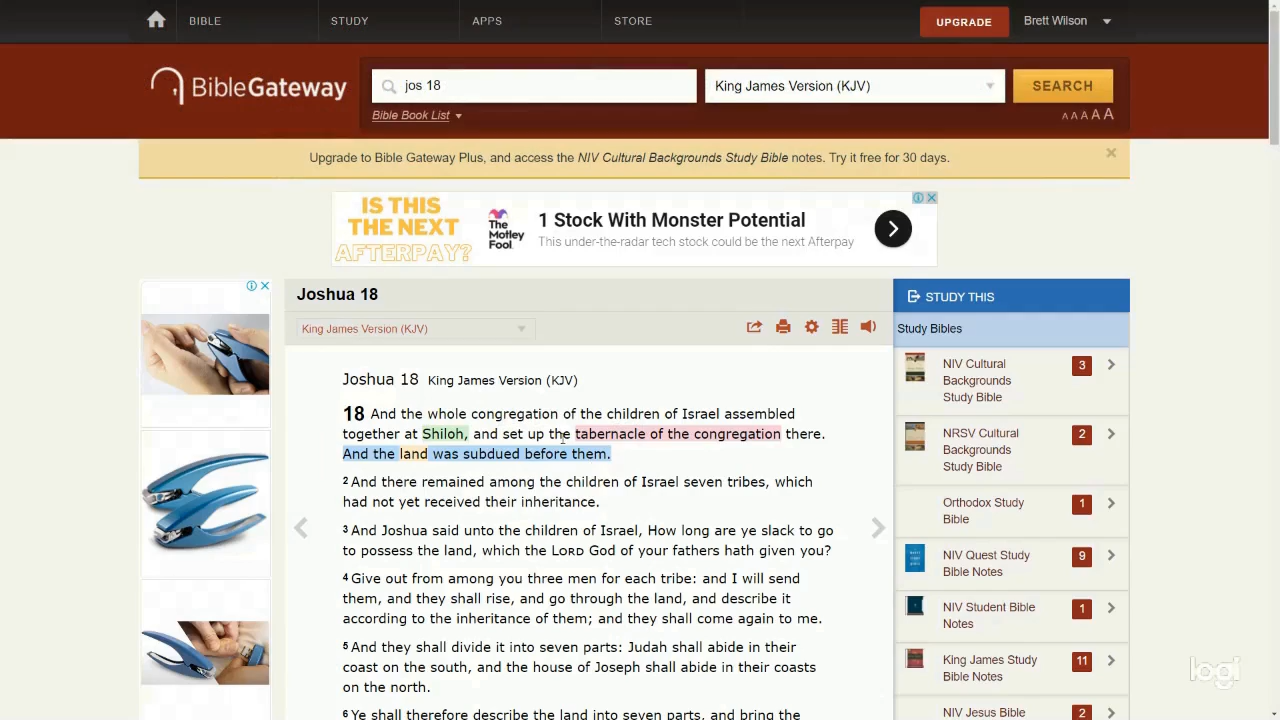 BIBLE STUDY APPS STORE UPGRADE Brett Wilson
BibleGateway
jos 18
King James Version (KJV)
SEARCH
Bible Book List
A A A A A
Upgrade to Bible Gateway Plus, and access the NIV Cultural Backgrounds Study Bible notes. Try it free for 30 days.
IS THIS
THE NEXT
AFTERPAY?
The
Motley
Fool.
1 Stock With Monster Potential
This under-the-radar tech stock could be the next Afterpay
Joshua 18
King James Version (KJV)
Joshua 18 King James Version (KJV)
18 And the whole congregation of the children of Israel assembled
together at Shiloh, and set up the tabernacle of the congregation there.
And the land was subdued before them.
2 And there remained among the children of Israel seven tribes, which
had not yet received their inheritance.
3 And Joshua said unto the children of Israel, How long are ye slack to go
to possess the land, which the LORD God of your fathers hath given you?
4 Give out from among you three men for each tribe: and I will send
them, and they shall rise, and go through the land, and describe it
according to the inheritance of them; and they shall come again to me.
5 And they shall divide it into seven parts: Judah shall abide in their
coast on the south, and the house of Joseph shall abide in their coasts
on the north.
6 Ye shall therefore describe the land into seven parts, and bring the
STUDY THIS
Study Bibles
NIV Cultural
Backgrounds
Study Bible
3
NRSV Cultural
Backgrounds
Study Bible
2
Orthodox Study
Bible
1
NIV Quest Study
Bible Notes
9
NIV Student Bible
Notes
1
King James Study
Bible Notes
11
NIV Jesus Bible
2
logi